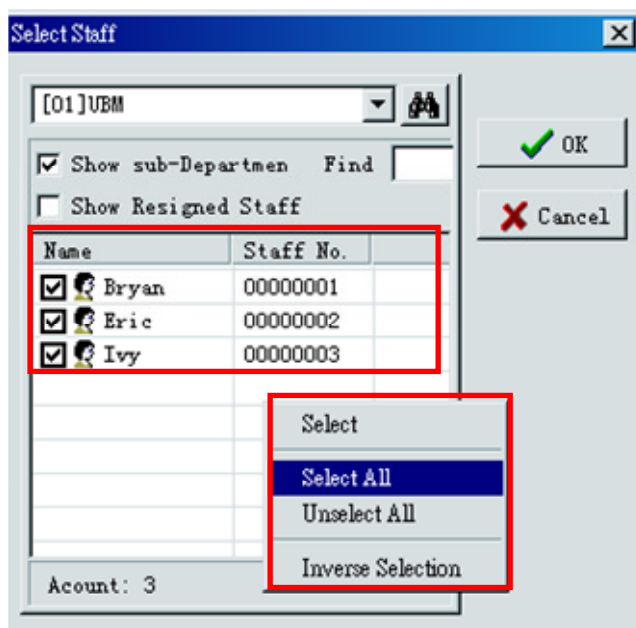 Select Staff
[01]UBM
OK
Show sub-Departmen Find
Show Resigned Staff
Cancel
Name Staff No.
Bryan 00000001
Eric 00000002
Ivy 00000003
Select
Select All
Unselect All
Inverse Selection
Acount: 3